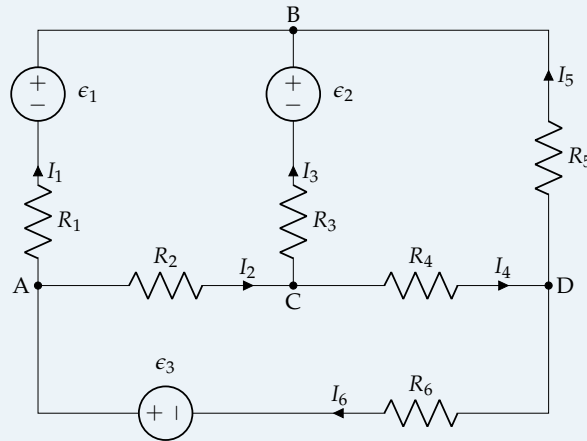 B
+
−
ϵ1
+
−
ϵ2
I5
I1
I3
R5
R1
R3
R2
R4
A
I2
C
I4
D
ϵ3
+ −
I6
R6